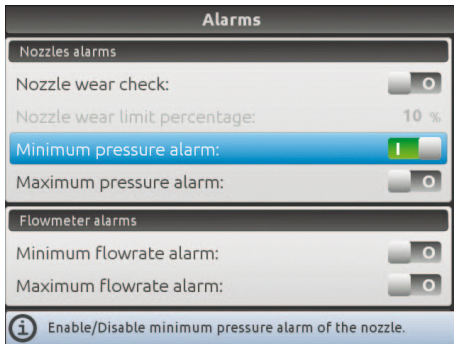 Alarms
Nozzles alarms
Nozzle wear check: O
Nozzle wear limit percentage: 10 %
Minimum pressure alarm: I
Maximum pressure alarm: O
Flowmeter alarms
Minimum flowrate alarm: O
Maximum flowrate alarm: O
Enable/Disable minimum pressure alarm of the nozzle.